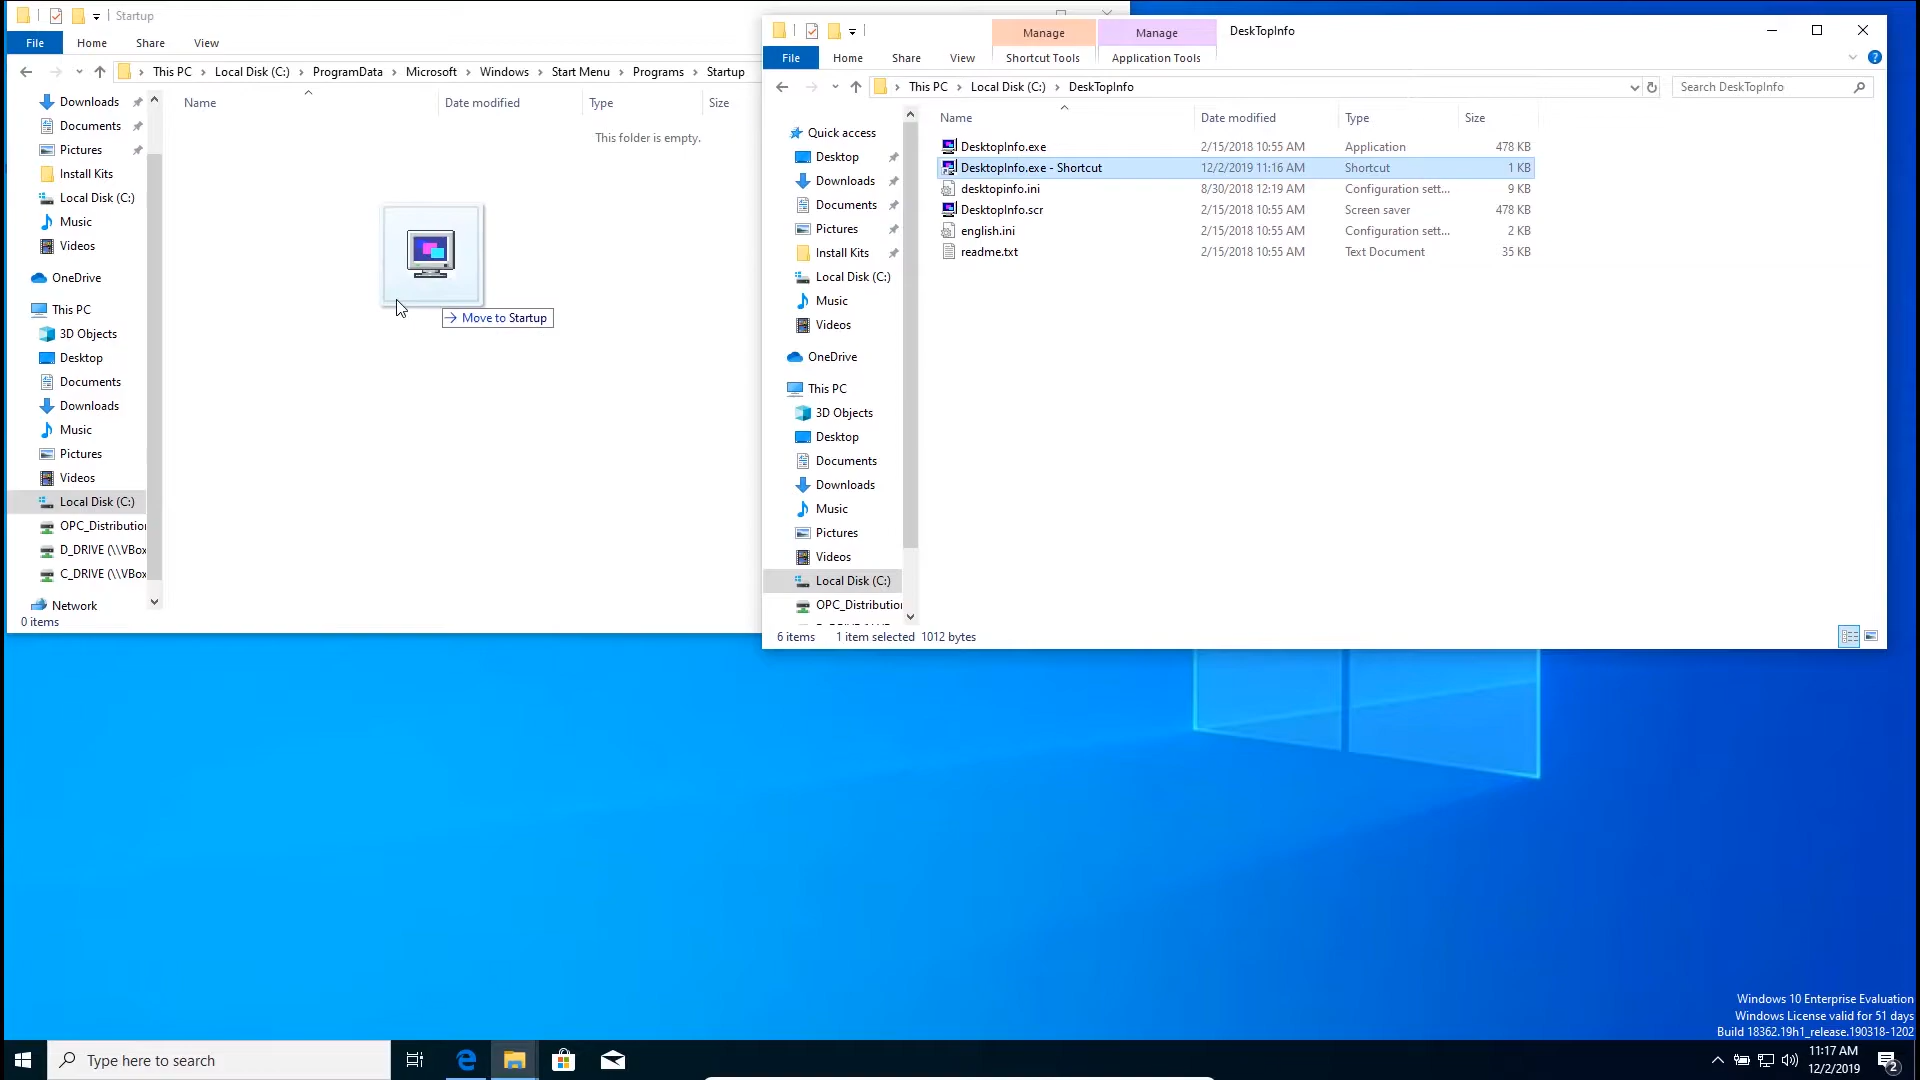 Startup
File Home Share View
This PC Local Disk (C:) ProgramData Microsoft Windows Start Menu Programs Startup
Name Date modified Type Size
This folder is empty.
Downloads
Documents
Pictures
Install Kits
Local Disk (C:)
Music
Videos
OneDrive
This PC
3D Objects
Desktop
Documents
Downloads
Music
Pictures
Videos
Local Disk (C:)
OPC_Distributio
D_DRIVE (\\VBox
C_DRIVE (\\VBox
Network
0 items
Move to Startup
Manage Manage DeskTopInfo
File Home Share View Shortcut Tools Application Tools
This PC Local Disk (C:) DeskTopInfo Search DeskTopInfo
Name Date modified Type Size
DesktopInfo.exe 2/15/2018 10:55 AM Application 478 KB
DesktopInfo.exe - Shortcut 12/2/2019 11:16 AM Shortcut 1 KB
desktopinfo.ini 8/30/2018 12:19 AM Configuration sett... 9 KB
DesktopInfo.scr 2/15/2018 10:55 AM Screen saver 478 KB
english.ini 2/15/2018 10:55 AM Configuration sett... 2 KB
readme.txt 2/15/2018 10:55 AM Text Document 35 KB
Quick access
Desktop
Downloads
Documents
Pictures
Install Kits
Local Disk (C:)
Music
Videos
OneDrive
This PC
3D Objects
Desktop
Documents
Downloads
Music
Pictures
Videos
Local Disk (C:)
OPC_Distributio
6 items 1 item selected 1012 bytes
Windows 10 Enterprise Evaluation
Windows License valid for 51 days
Build 18362.19h1_release.190318-1202
Type here to search
11:17 AM
12/2/2019
2